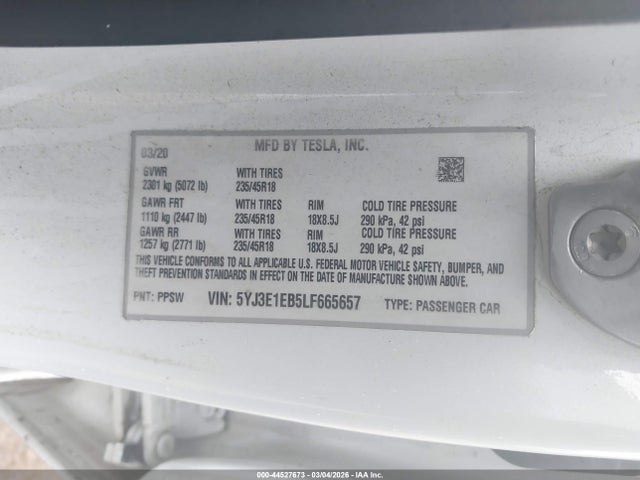 MFD BY TESLA, INC.
03/20
GVWR WITH TIRES
2301 kg (5072 lb) 235/45R18
GAWR FRT WITH TIRES RIM COLD TIRE PRESSURE
1110 kg (2447 lb) 235/45R18 18X8.5J 290 kPa, 42 psi
GAWR RR WITH TIRES RIM COLD TIRE PRESSURE
1257 kg (2771 lb) 235/45R18 18X8.5J 290 kPa, 42 psi
THIS VEHICLE CONFORMS TO ALL APPLICABLE U.S. FEDERAL MOTOR VEHICLE SAFETY, BUMPER, AND
THEFT PREVENTION STANDARDS IN EFFECT ON THE DATE OF MANUFACTURE SHOWN ABOVE.
PNT: PPSW VIN: 5YJ3E1EB5LF665657 TYPE: PASSENGER CAR
000-44527673 - 03/04/2026 - IAA Inc.